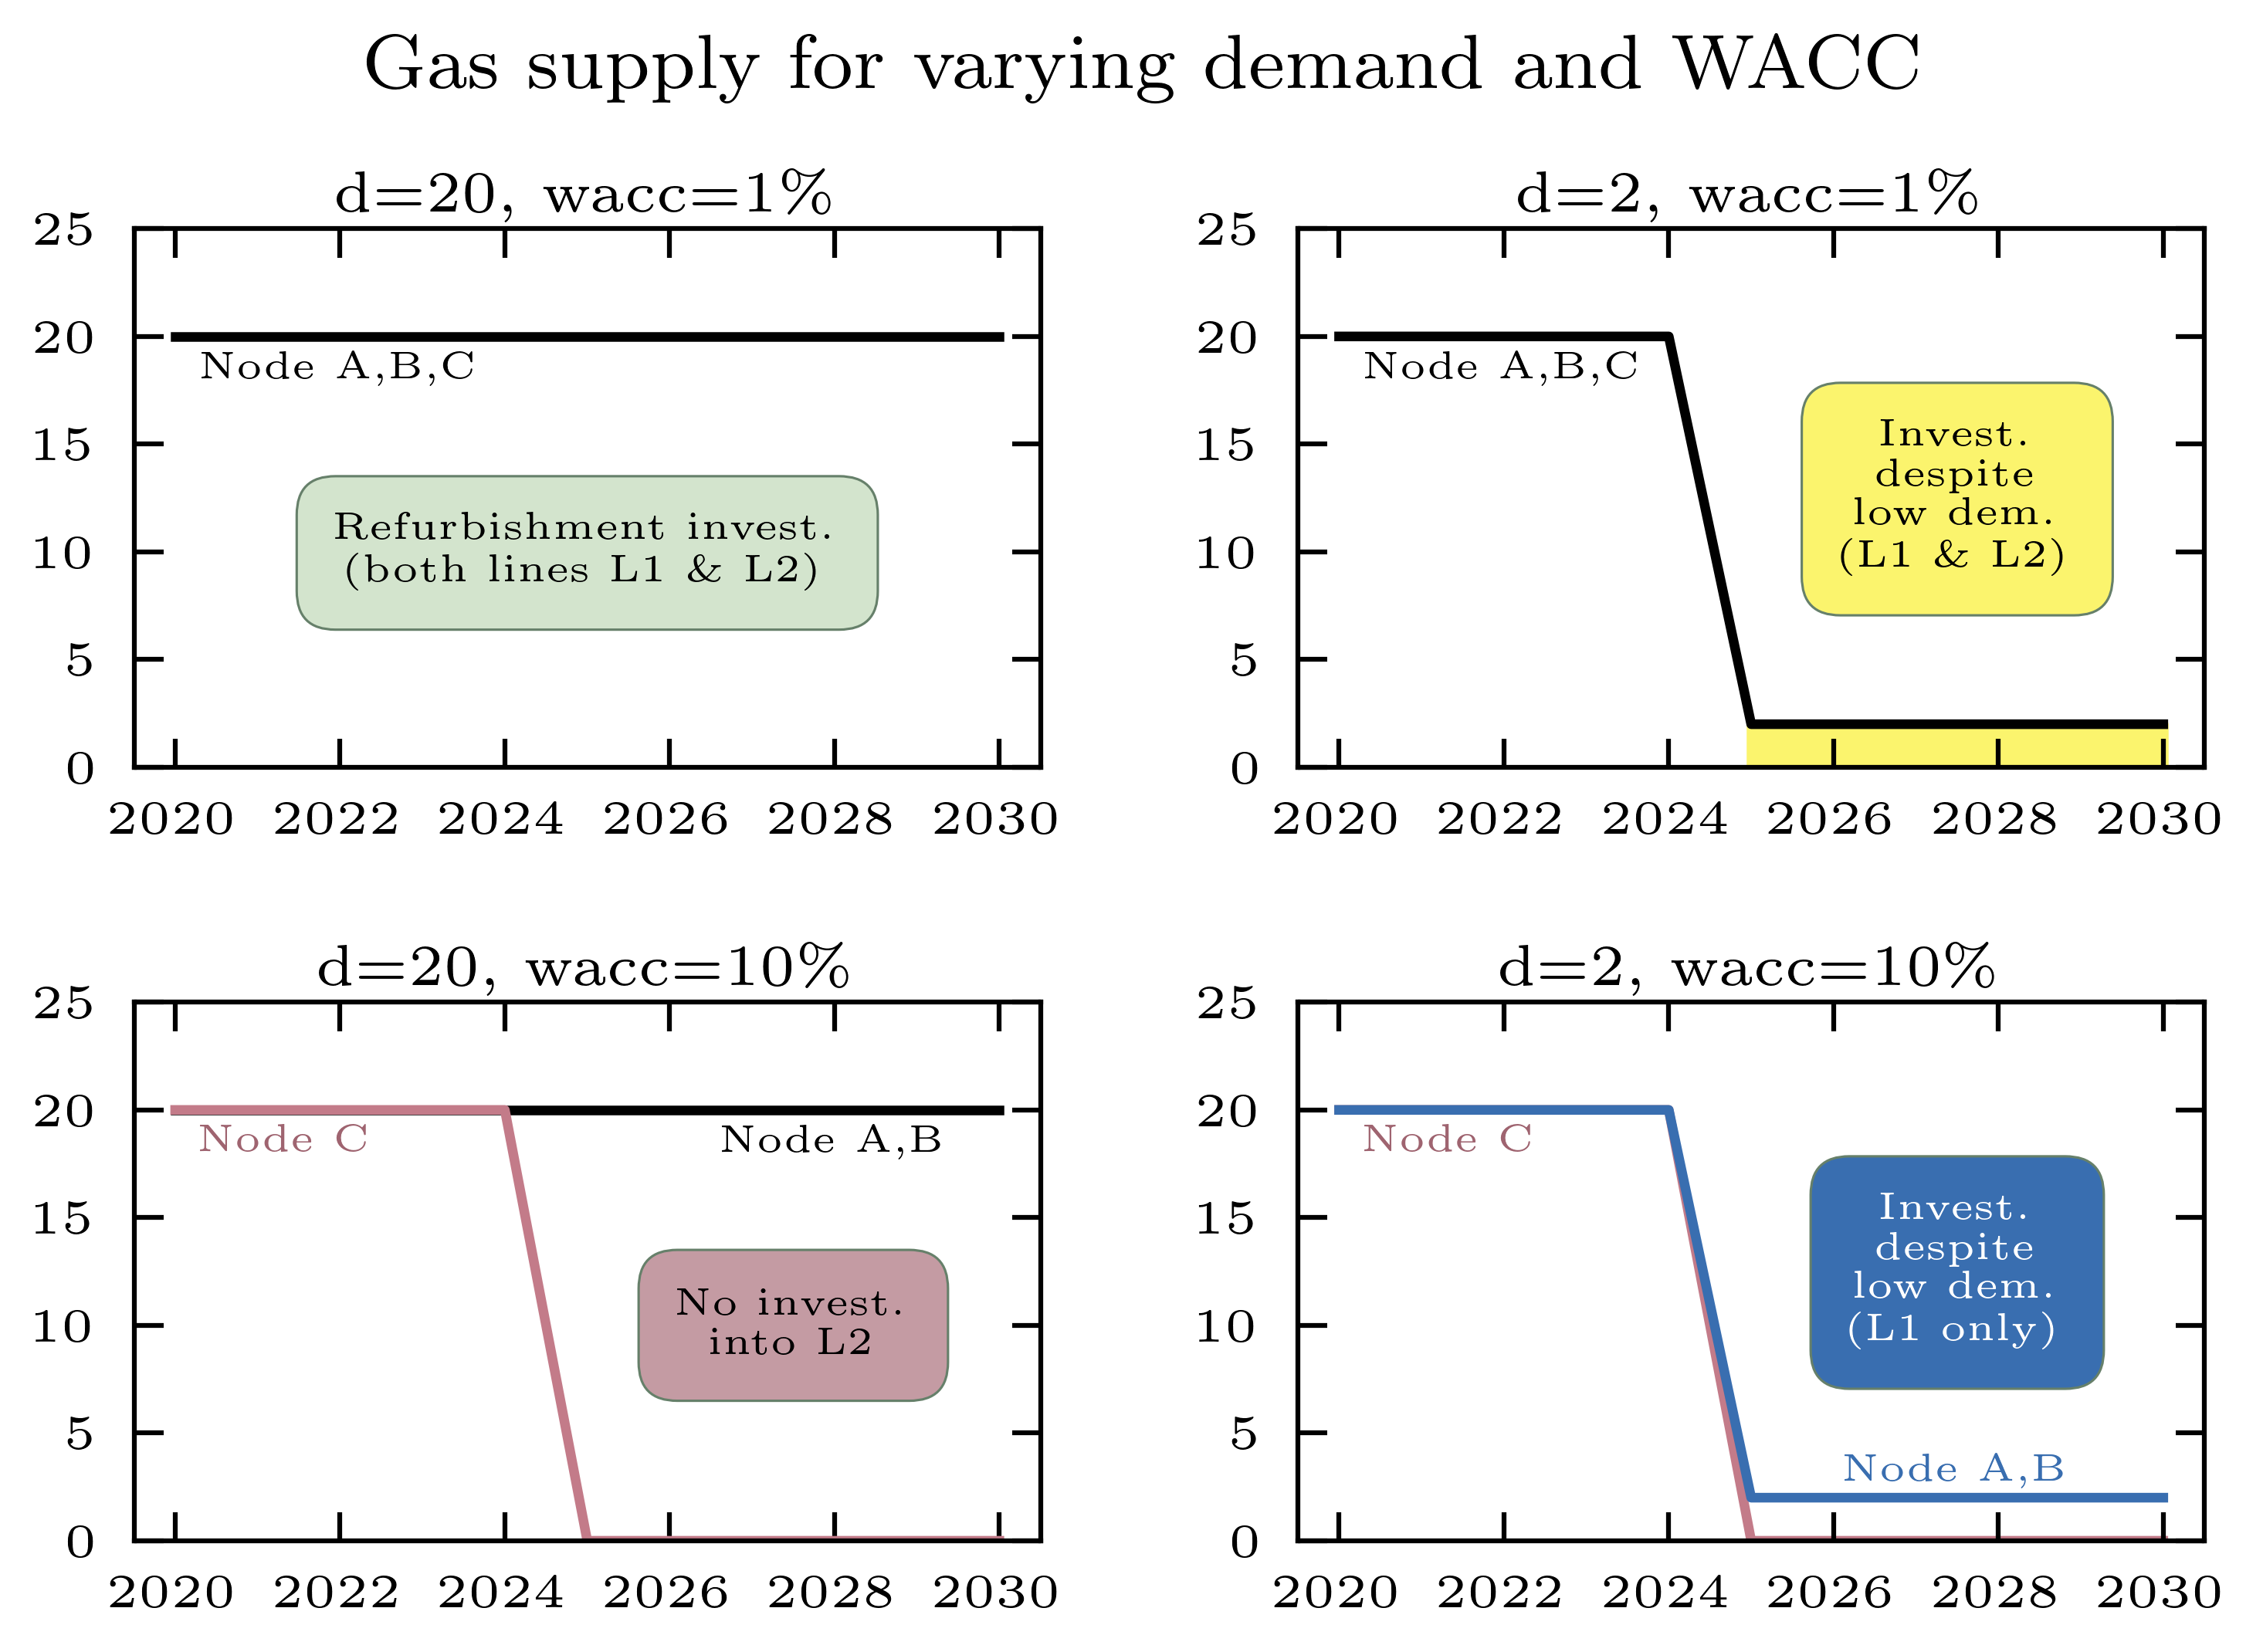 Gas supply for varying demand and WACC
d=20, wacc=1%
25
20
15
10
5
0
Node A,B,C
Refurbishment invest.
(both lines L1 & L2)
2020 2022 2024 2026 2028 2030
d=2, wacc=1%
25
20
15
10
5
0
Node A,B,C
Invest.
despite
low dem.
(L1 & L2)
2020 2022 2024 2026 2028 2030
d=20, wacc=10%
25
20
15
10
5
0
Node C
Node A,B
No invest.
into L2
2020 2022 2024 2026 2028 2030
d=2, wacc=10%
25
20
15
10
5
0
Node C
Invest.
despite
low dem.
(L1 only)
Node A,B
2020 2022 2024 2026 2028 2030